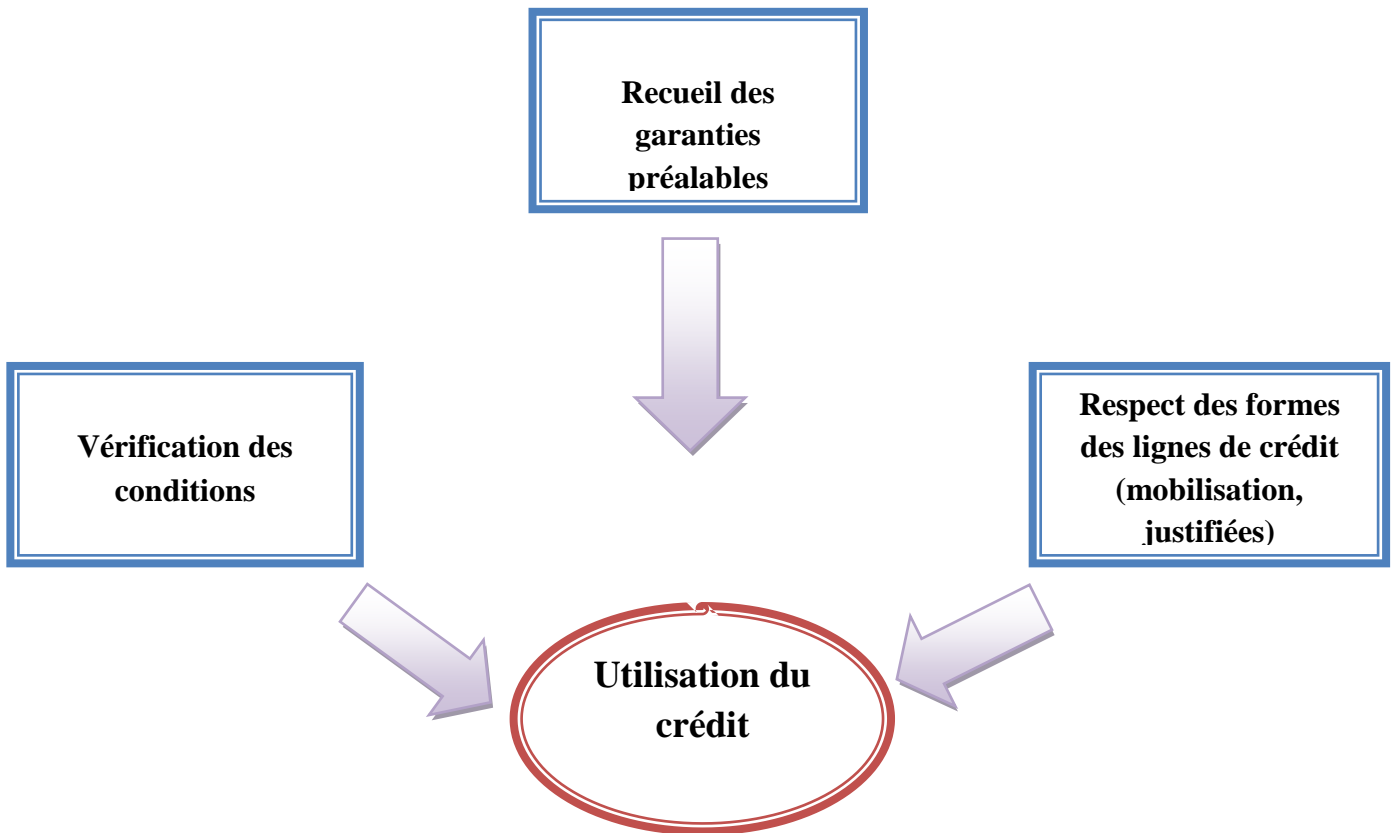 Recueil des
garanties
préalables
Vérification des
conditions
Respect des formes
des lignes de crédit
(mobilisation,
justifiées)
Utilisation du
crédit